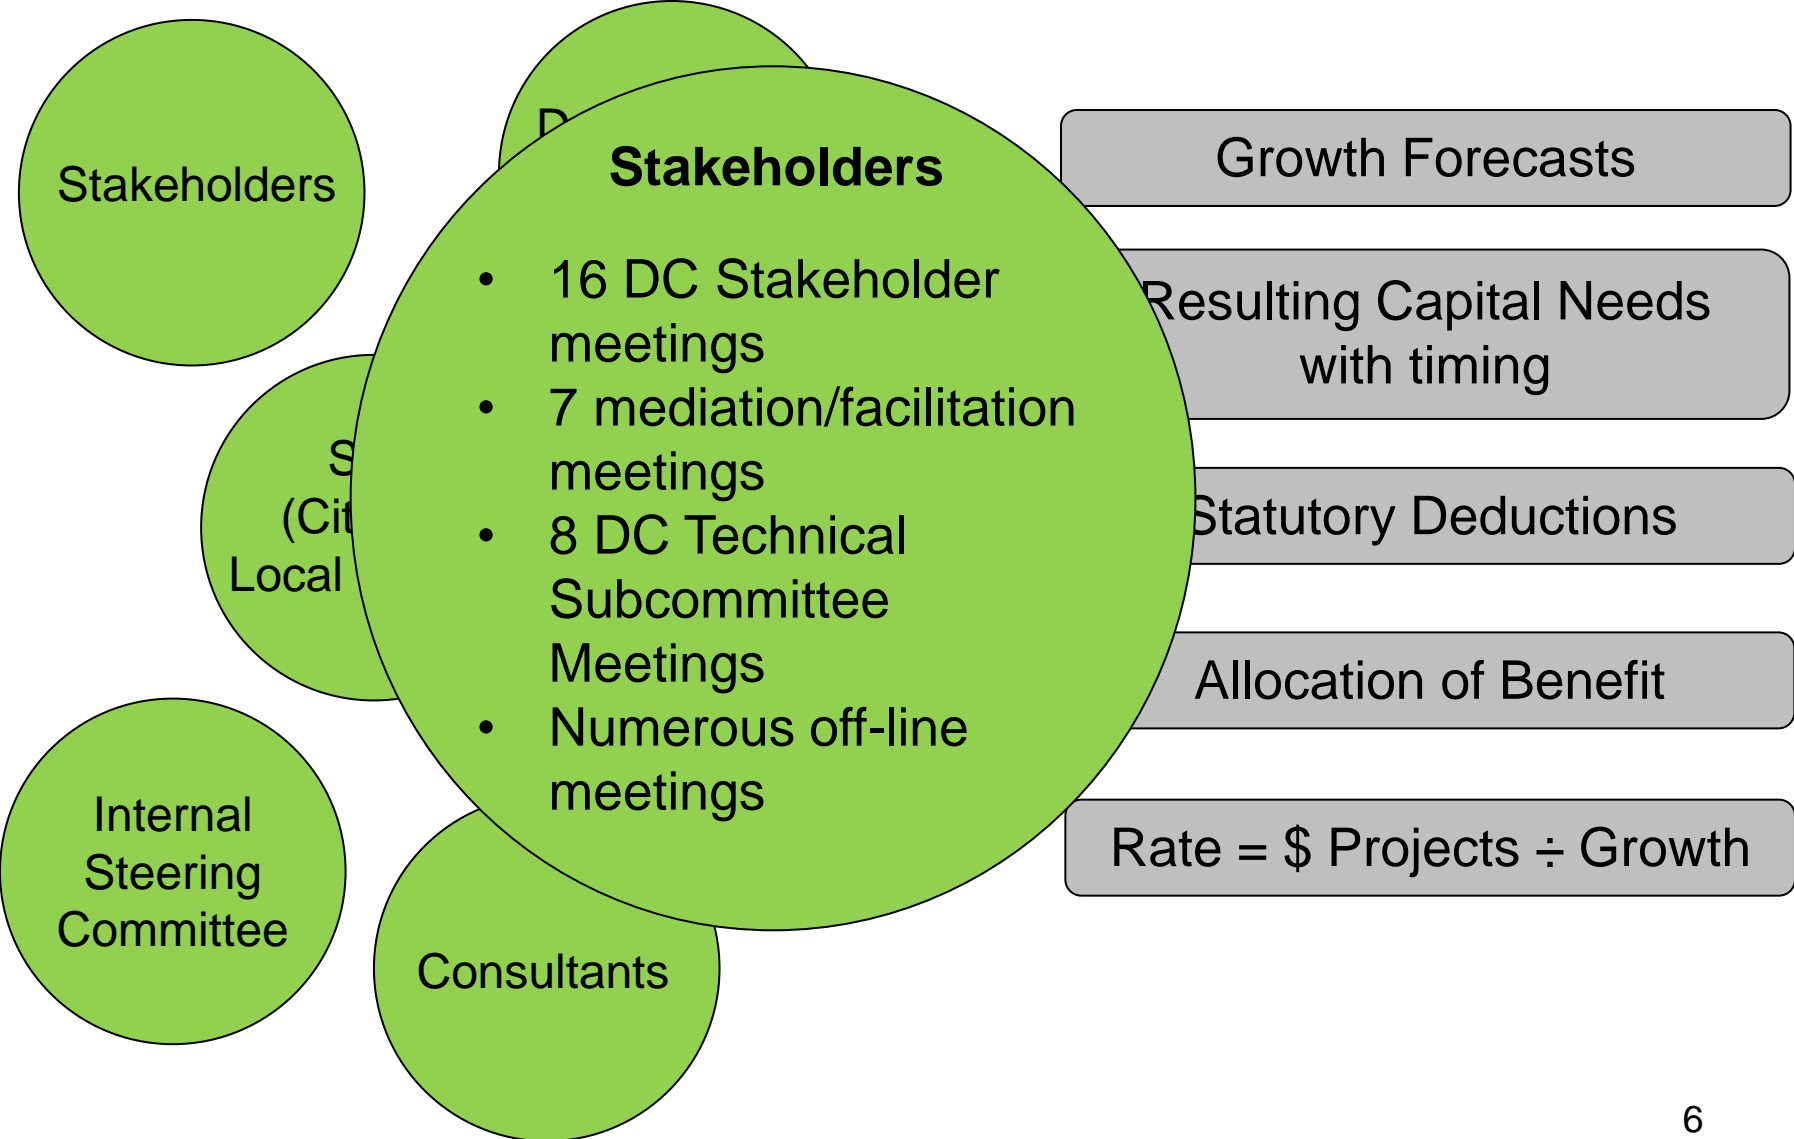 Stakeholders
Local
Internal
Steering
Committee
Consultants
Stakeholders
• 16 DC Stakeholder
meetings
• 7 mediation/facilitation
meetings
• 8 DC Technical
Subcommittee
Meetings
• Numerous off-line
meetings
Growth Forecasts
Resulting Capital Needs
with timing
Statutory Deductions
Allocation of Benefit
Rate = $ Projects ÷ Growth
6